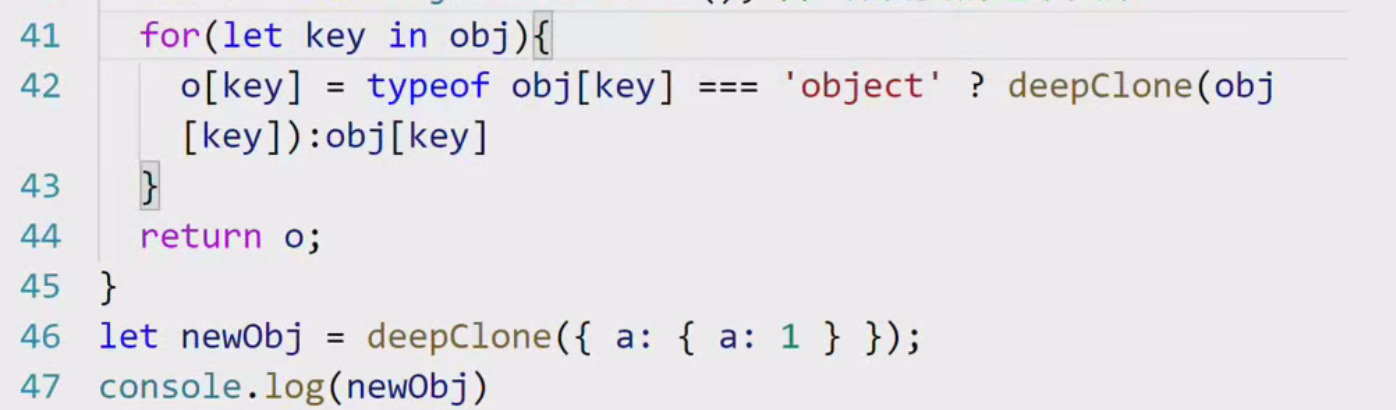 41 for(let key in obj){
42 o[key] = typeof obj[key] === 'object' ? deepClone(obj
[key]):obj[key]
43 }
44 return o;
45 }
46 let newObj = deepClone({ a: { a: 1 } });
47 console.log(newObj)